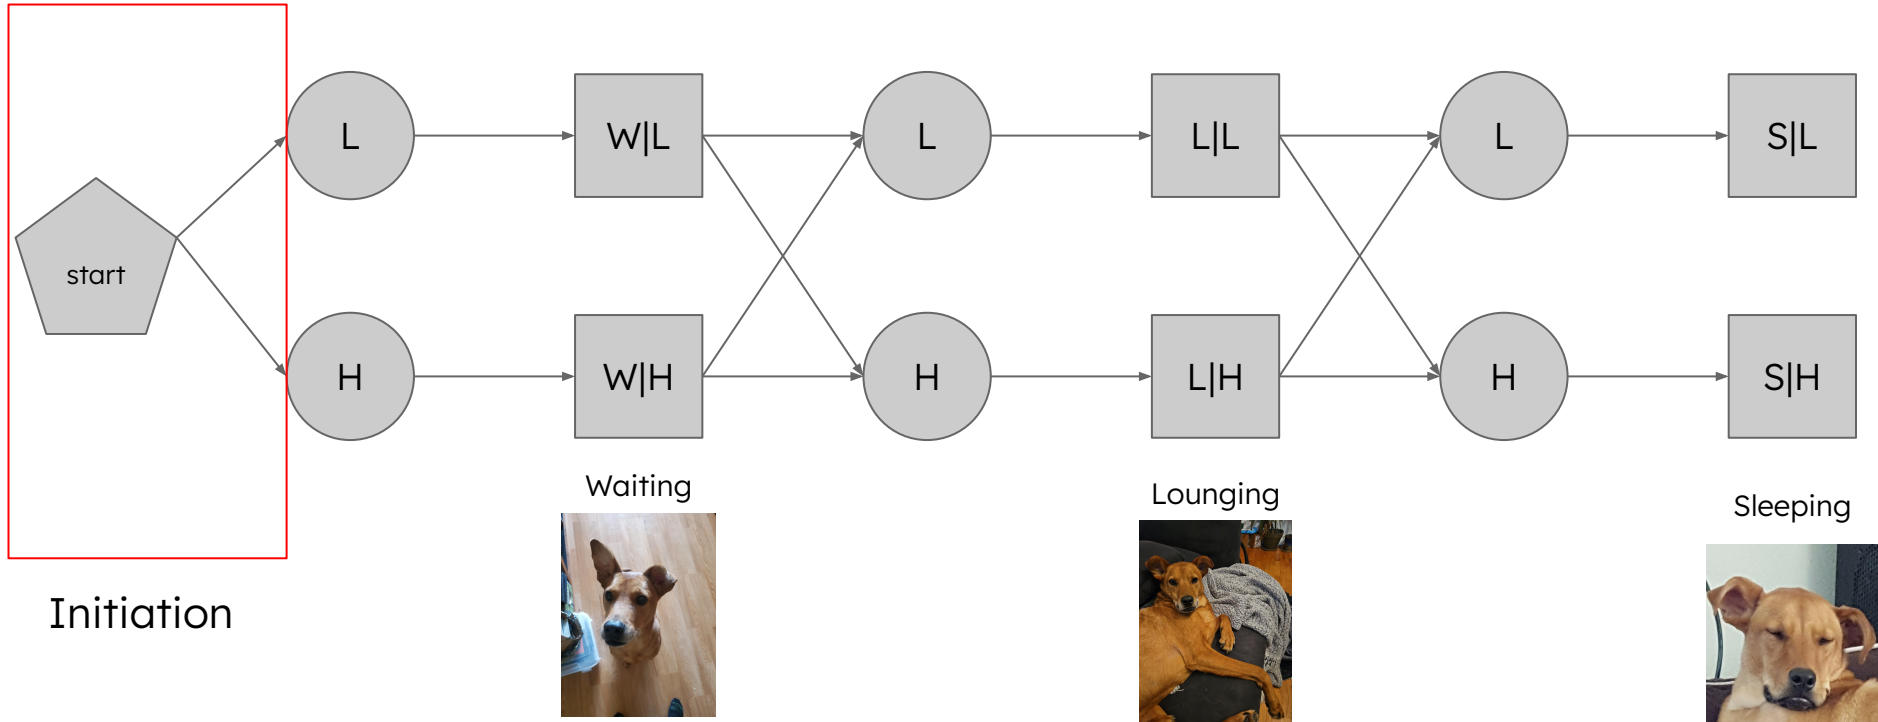 start
L
W|L
L
L|L
L
S|L
H
W|H
H
L|H
H
S|H
Waiting
Lounging
Sleeping
Initiation